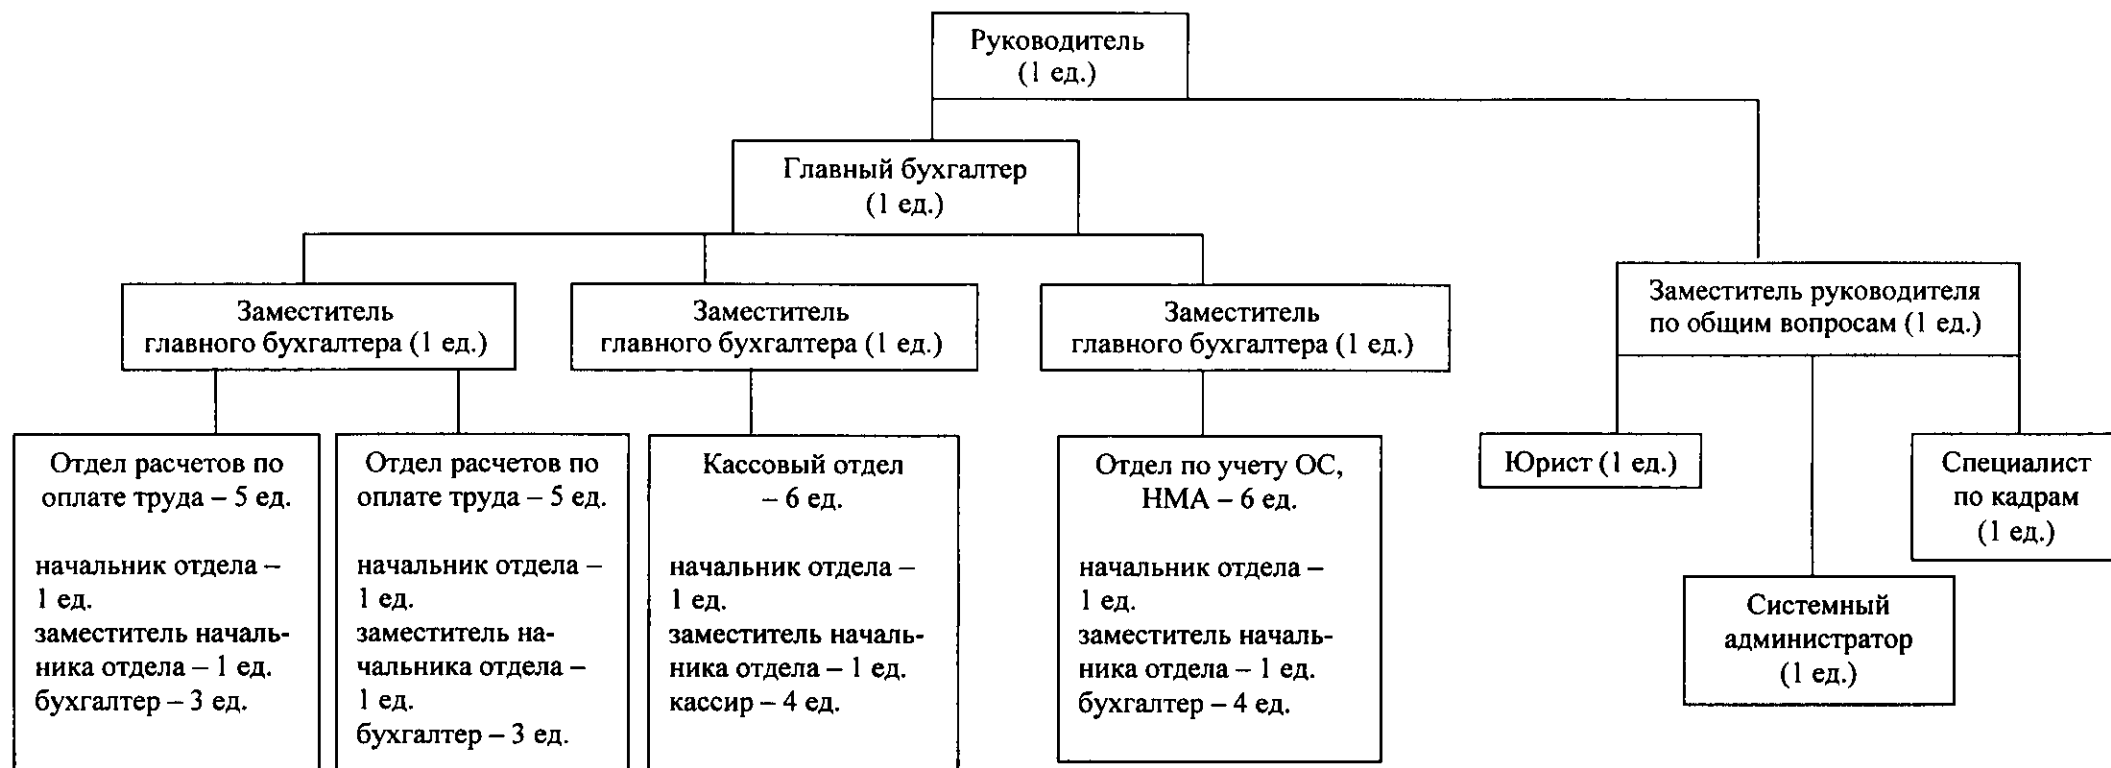 Руководитель
(1 ед.)
Главный бухгалтер
(1 ед.)
Заместитель
главного бухгалтера (1 ед.)
Заместитель
главного бухгалтера (1 ед.)
Заместитель
главного бухгалтера (1 ед.)
Заместитель руководителя
по общим вопросам (1 ед.)
Отдел расчетов по
оплате труда – 5 ед.
начальник отдела –
1 ед.
заместитель началь-
ника отдела – 1 ед.
бухгалтер – 3 ед.
Отдел расчетов по
оплате труда – 5 ед.
начальник отдела –
1 ед.
заместитель на-
чальника отдела –
1 ед.
бухгалтер – 3 ед.
Кассовый отдел
– 6 ед.
начальник отдела –
1 ед.
заместитель началь-
ника отдела – 1 ед.
кассир – 4 ед.
Отдел по учету ОС,
НМА – 6 ед.
начальник отдела –
1 ед.
заместитель началь-
ника отдела – 1 ед.
бухгалтер – 4 ед.
Юрист (1 ед.)
Системный
администратор
(1 ед.)
Специалист
по кадрам
(1 ед.)